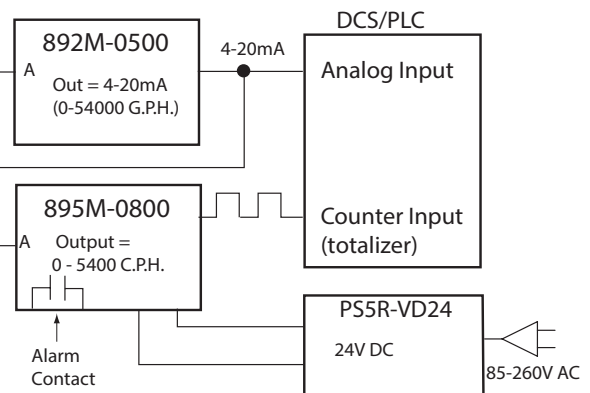 DCS/PLC
892M-0500
4-20mA
A
Out = 4-20mA
(0-54000 G.P.H.)
Analog Input
895M-0800
A
Output =
0 - 5400 C.P.H.
Counter Input
(totalizer)
PS5R-VD24
24V DC
85-260V AC
Alarm
Contact